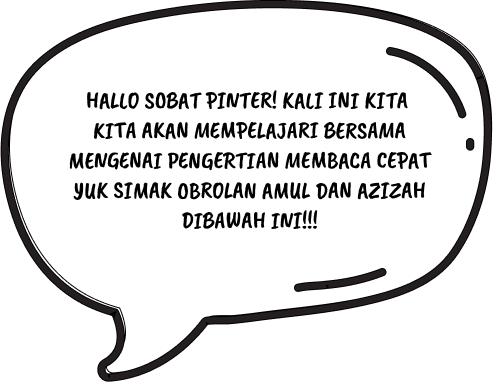 HALLO SOBAT PINTER! KALI INI KITA
KITA AKAN MEMPELAJARI BERSAMA
MENGENAI PENGERTIAN MEMBACA CEPAT
YUK SIMAK OBROLAN AMUL DAN AZIZAH
DIBAWAH INI!!!